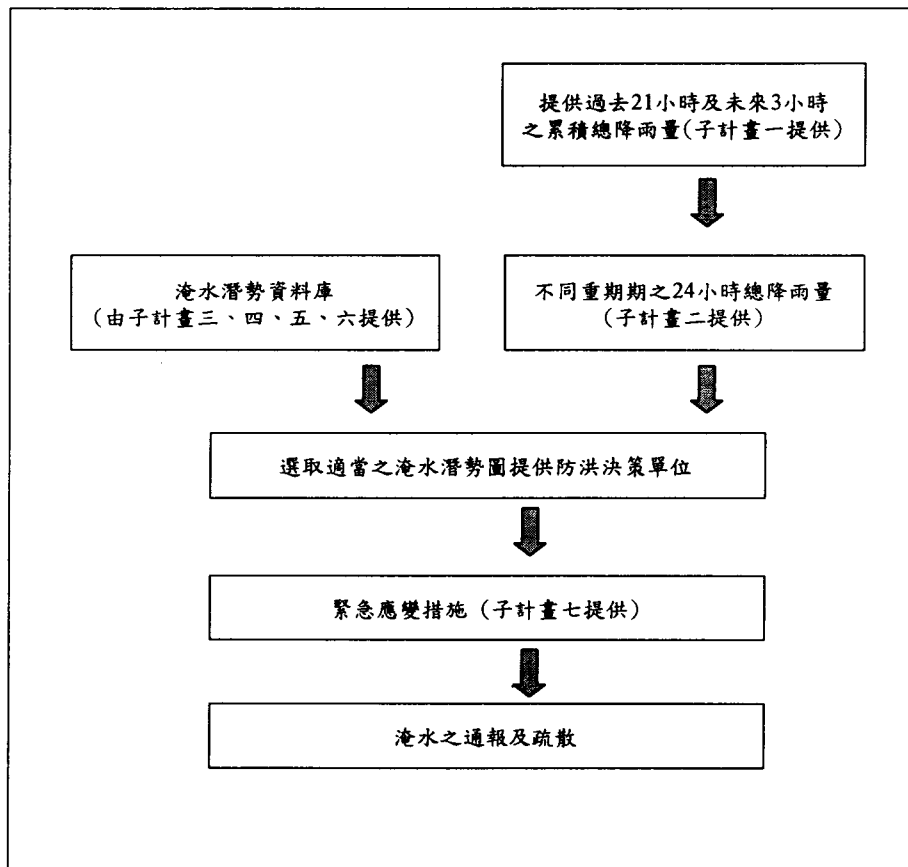 提供過去21小時及未來3小時
之累積總降雨量(子計畫一提供)
淹水潛勢資料庫
(由子計畫三、四、五、六提供)
不同重期期之24小時總降雨量
(子計畫二提供)
選取適當之淹水潛勢圖提供防洪決策單位
緊急應變措施(子計畫七提供)
淹水之通報及疏散